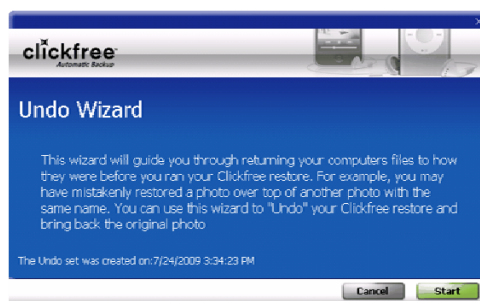 clickfree
Automatic Backup
Undo Wizard
This wizard will guide you through returning your computers files to how
they were before you ran your Clickfree restore. For example, you may
have mistakenly restored a photo over top of another photo with the
same name. You can use this wizard to "Undo" your Clickfree restore and
bring back the original photo
The Undo set was created on:7/24/2009 3:34:23 PM
Cancel
Start